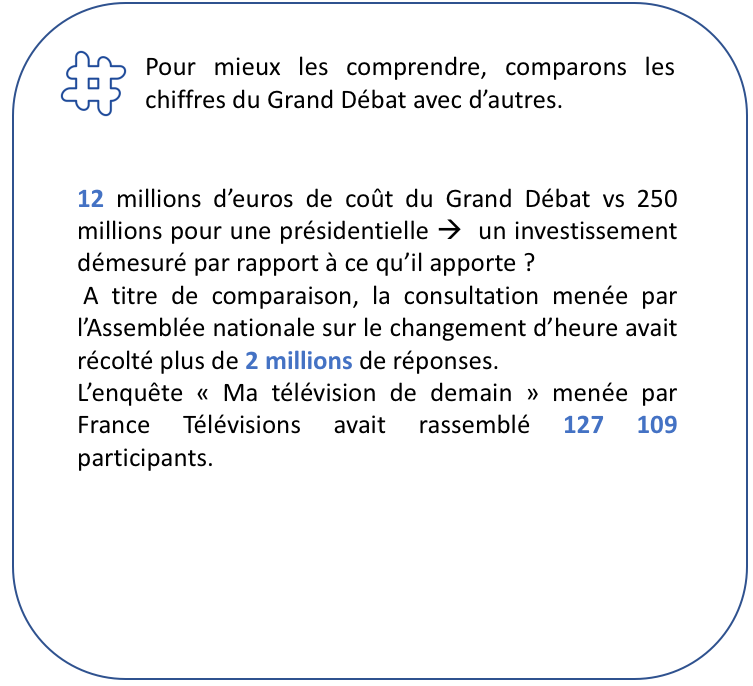 Pour mieux les comprendre, comparons les
chiffres du Grand Débat avec d’autres.
12 millions d’euros de coût du Grand Débat vs 250
millions pour une présidentielle → un investissement
démesuré par rapport à ce qu’il apporte ?
A titre de comparaison, la consultation menée par
l’Assemblée nationale sur le changement d’heure avait
récolté plus de 2 millions de réponses.
L’enquête « Ma télévision de demain » menée par
France Télévisions avait rassemblé 127 109
participants.